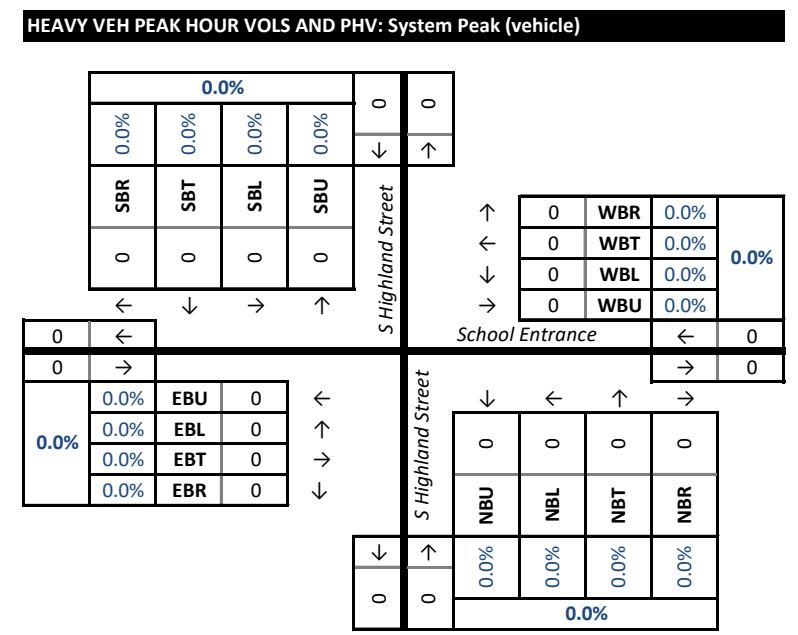 HEAVY VEH PEAK HOUR VOLS AND PHV: System Peak (vehicle)
0.0% 0 0
0.0% 0.0% 0.0% 0.0% ↓ ↑
SBR SBT SBL SBU
0 0 0 0
← ↓ → ↑
S Highland Street
↑ 0 WBR 0.0%
← 0 WBT 0.0%
↓ 0 WBL 0.0%
→ 0 WBU 0.0%
0.0%
0 ← School Entrance ← 0
0 → → 0
0.0%
0.0% EBU 0 ←
0.0% EBL 0 ↑
0.0% EBT 0 →
0.0% EBR 0 ↓
S Highland Street
↓ ← ↑ →
0 0 0 0
NBU NBL NBT NBR
↓ ↑ 0.0% 0.0% 0.0% 0.0%
0 0 0.0%